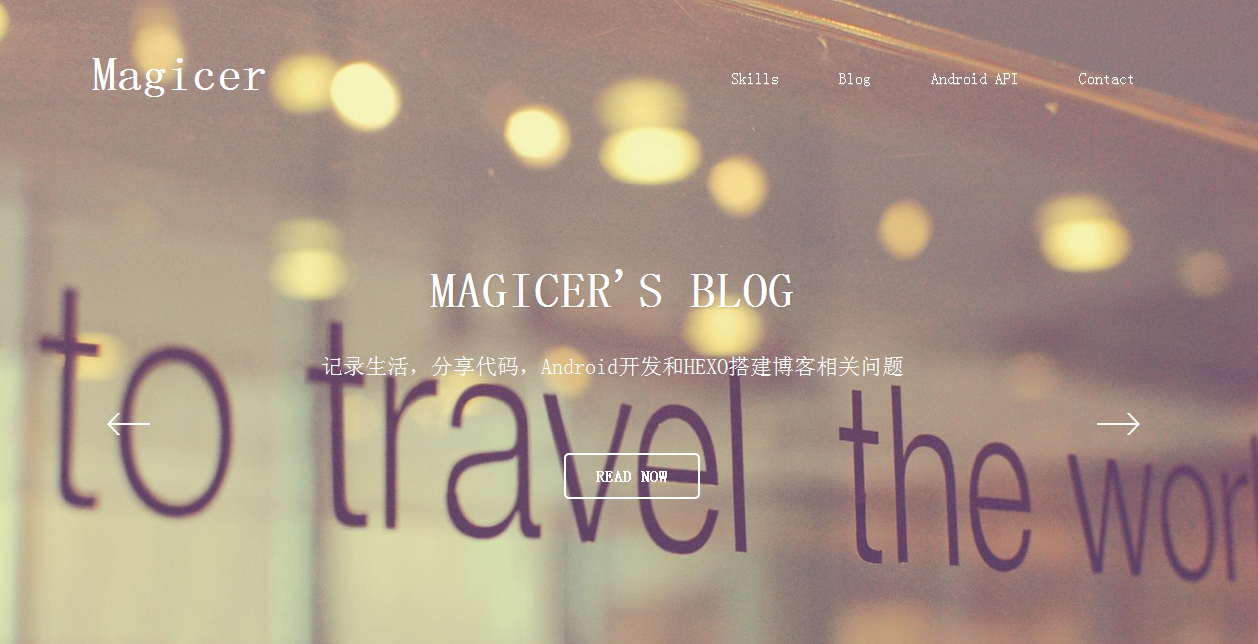 Magicer
Skills Blog Android API Contact
MAGICER'S BLOG
记录生活，分享代码，Android开发和HEXO搭建博客相关问题
READ NOW
to travel the wor